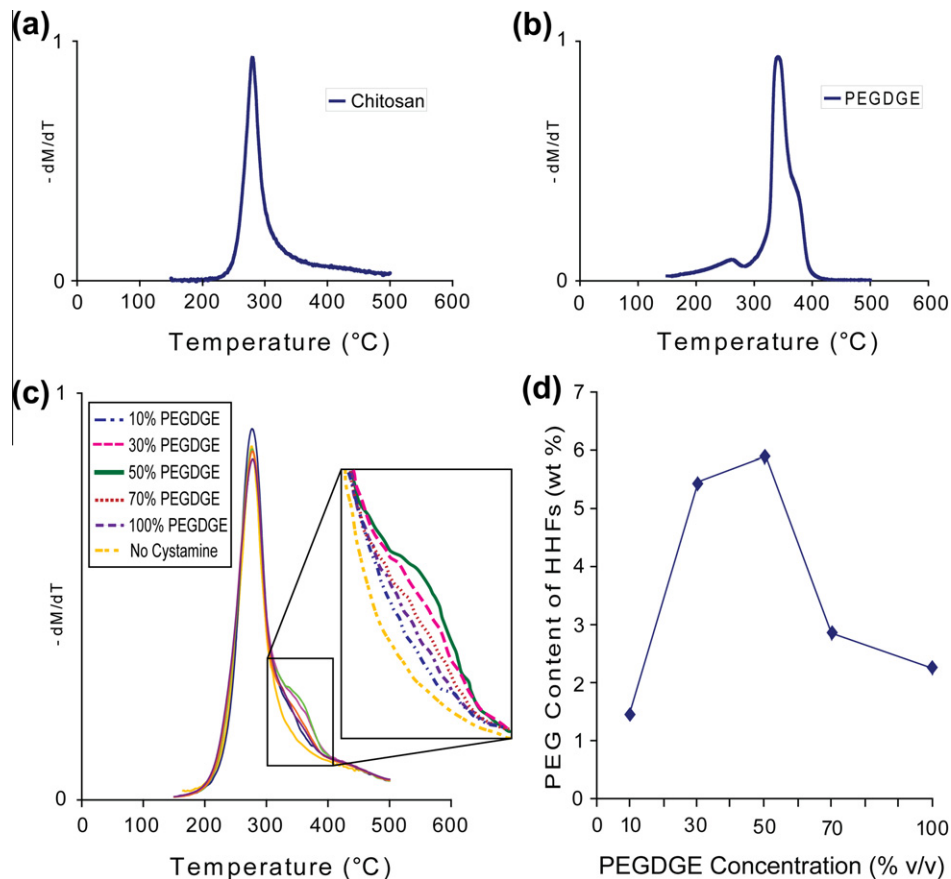 (a)
1
Chitosan
- dM/dT
0
0 100 200 300 400 500 600
Temperature (°C)
(b)
1
PEGDGE
- dM/dT
0
0 100 200 300 400 500 600
Temperature (°C)
(c)
1
10% PEGDGE
30% PEGDGE
50% PEGDGE
70% PEGDGE
100% PEGDGE
No Cystamine
-dM/dT
0
0 100 200 300 400 500 600
Temperature (°C)
(d)
7
6
5
4
3
2
1
0
PEG Content of HHFs (wt %)
0 10 30 50 70 100
PEGDGE Concentration (% v/v)